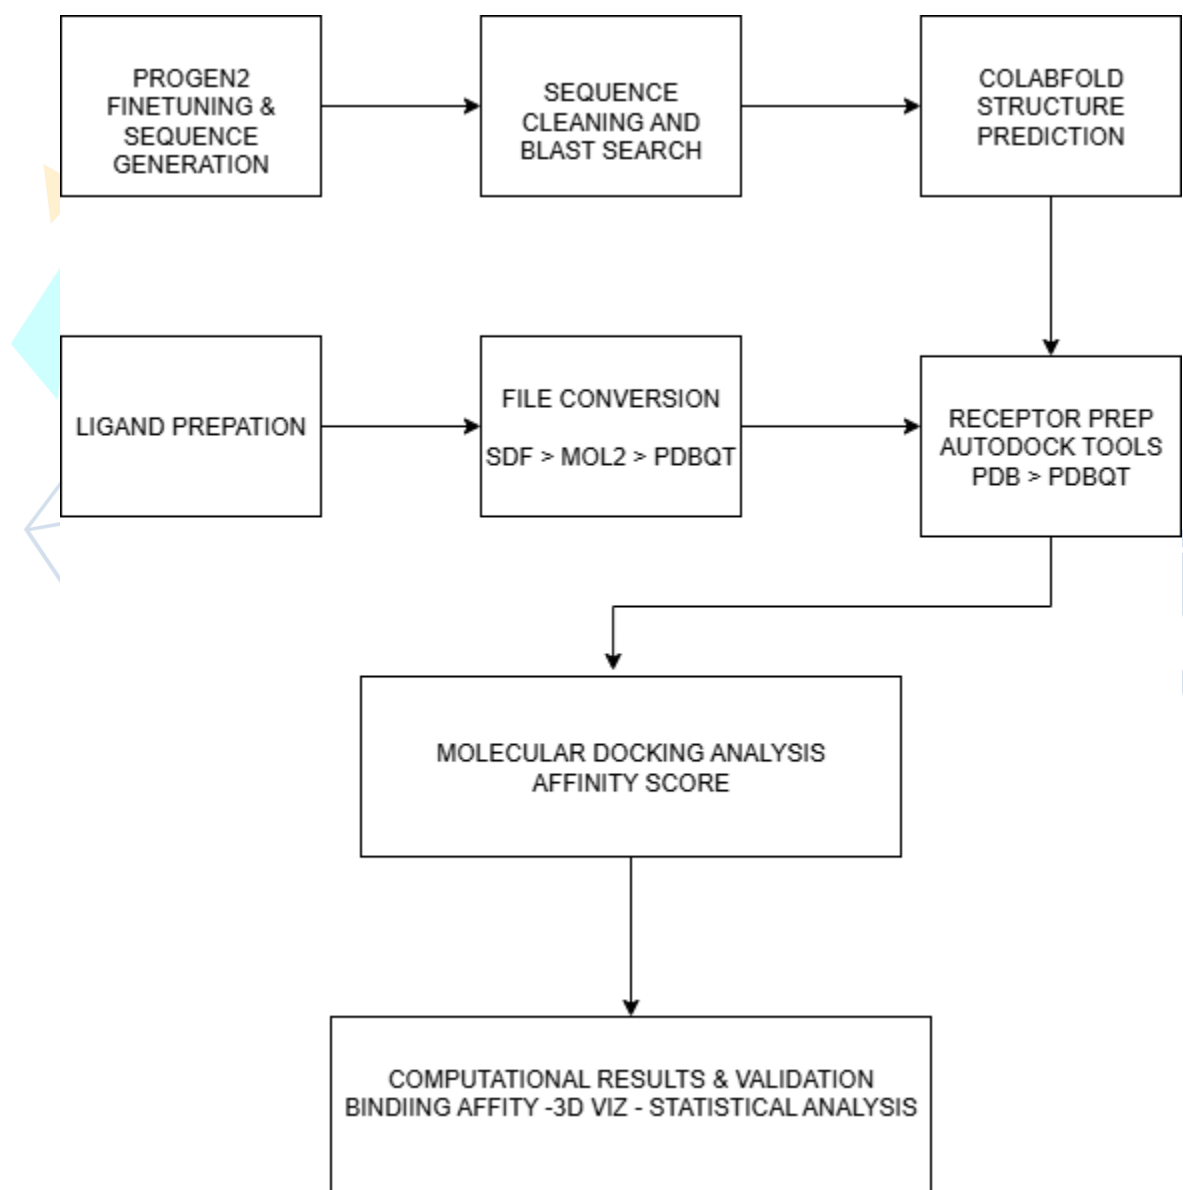 PROGEN2
FINETUNING &
SEQUENCE
GENERATION
SEQUENCE
CLEANING AND
BLAST SEARCH
COLABFOLD
STRUCTURE
PREDICTION
LIGAND PREPATION
FILE CONVERSION
SDF > MOL2 > PDBQT
RECEPTOR PREP
AUTODOCK TOOLS
PDB > PDBQT
MOLECULAR DOCKING ANALYSIS
AFFINITY SCORE
COMPUTATIONAL RESULTS & VALIDATION
BINDIING AFFITY -3D VIZ - STATISTICAL ANALYSIS